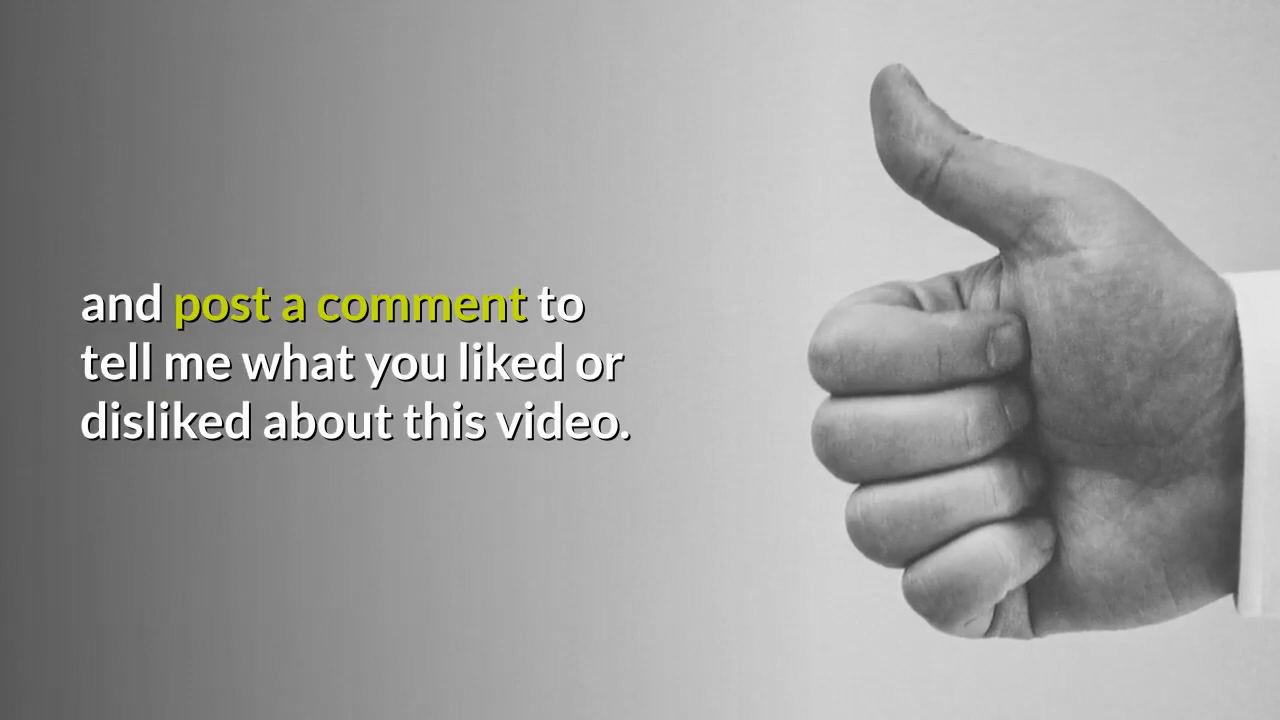 and post a comment to
tell me what you liked or
disliked about this video.